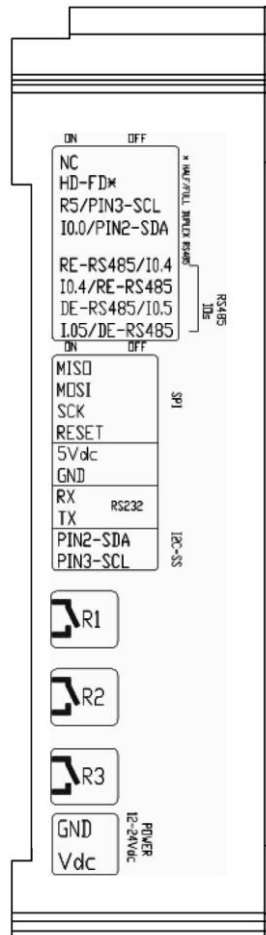 ON OFF
NC
HD-FD*
R5/PIN3-SCL
I0.0/PIN2-SDA
* HALF/FULL DUPLEX RS485
RE-RS485/I0.4
I0.4/RE-RS485
DE-RS485/I0.5
I.05/DE-RS485
RS485
IOs
ON OFF
MISO
MOSI
SCK
RESET
SPI
5Vdc
GND
RX
TX
RS232
PIN2-SDA
PIN3-SCL
I2C-SS
R1
R2
R3
GND
Vdc
POWER
12-24Vdc